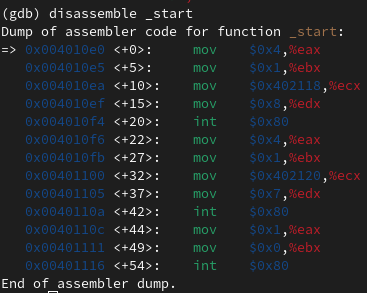 (gdb) disassemble _start
Dump of assembler code for function _start:
=> 0x004010e0 <+0>: mov $0x4,%eax
0x004010e5 <+5>: mov $0x1,%ebx
0x004010ea <+10>: mov $0x402118,%ecx
0x004010ef <+15>: mov $0x8,%edx
0x004010f4 <+20>: int $0x80
0x004010f6 <+22>: mov $0x4,%eax
0x004010fb <+27>: mov $0x1,%ebx
0x00401100 <+32>: mov $0x402120,%ecx
0x00401105 <+37>: mov $0x7,%edx
0x0040110a <+42>: int $0x80
0x0040110c <+44>: mov $0x1,%eax
0x00401111 <+49>: mov $0x0,%ebx
0x00401116 <+54>: int $0x80
End of assembler dump.